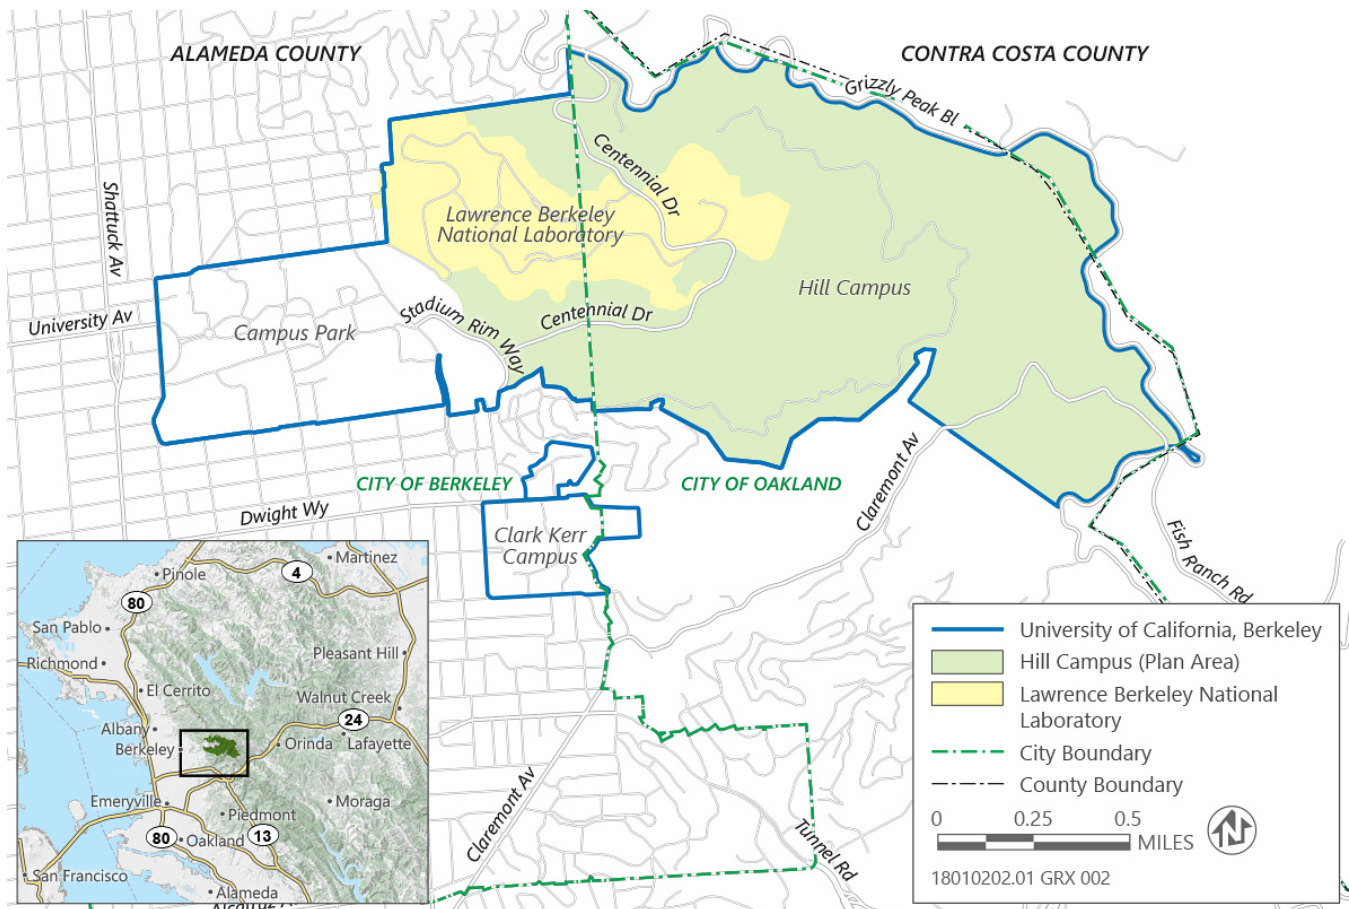 ALAMEDA COUNTY
CONTRA COSTA COUNTY
Grizzly Peak Bl
Centennial Dr
Shattuck Av
Lawrence Berkeley
National Laboratory
Hill Campus
University Av
Campus Park
Stadium Rim Way
Centennial Dr
Claremont Av
CITY OF BERKELEY
CITY OF OAKLAND
Dwight Wy
Clark Kerr
Campus
Fish Ranch Rd
Claremont Av
Tunnel Rd
Martinez
Pinole
4
80
San Pablo
Richmond
Pleasant Hill
El Cerrito
Walnut Creek
24
Albany
Berkeley
Orinda
Lafayette
Emeryville
Moraga
Piedmont
80
Oakland
13
San Francisco
Alameda
University of California, Berkeley
Hill Campus (Plan Area)
Lawrence Berkeley National
Laboratory
City Boundary
County Boundary
0 0.25 0.5
MILES
N
18010202.01 GRX 002